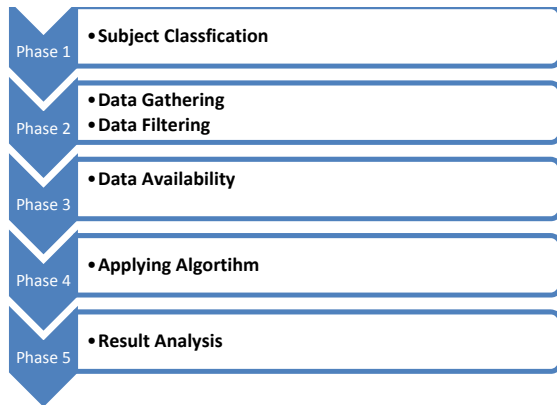 Phase 1
•Subject Classfication
Phase 2
•Data Gathering
•Data Filtering
Phase 3
•Data Availability
Phase 4
•Applying Algortihm
Phase 5
•Result Analysis